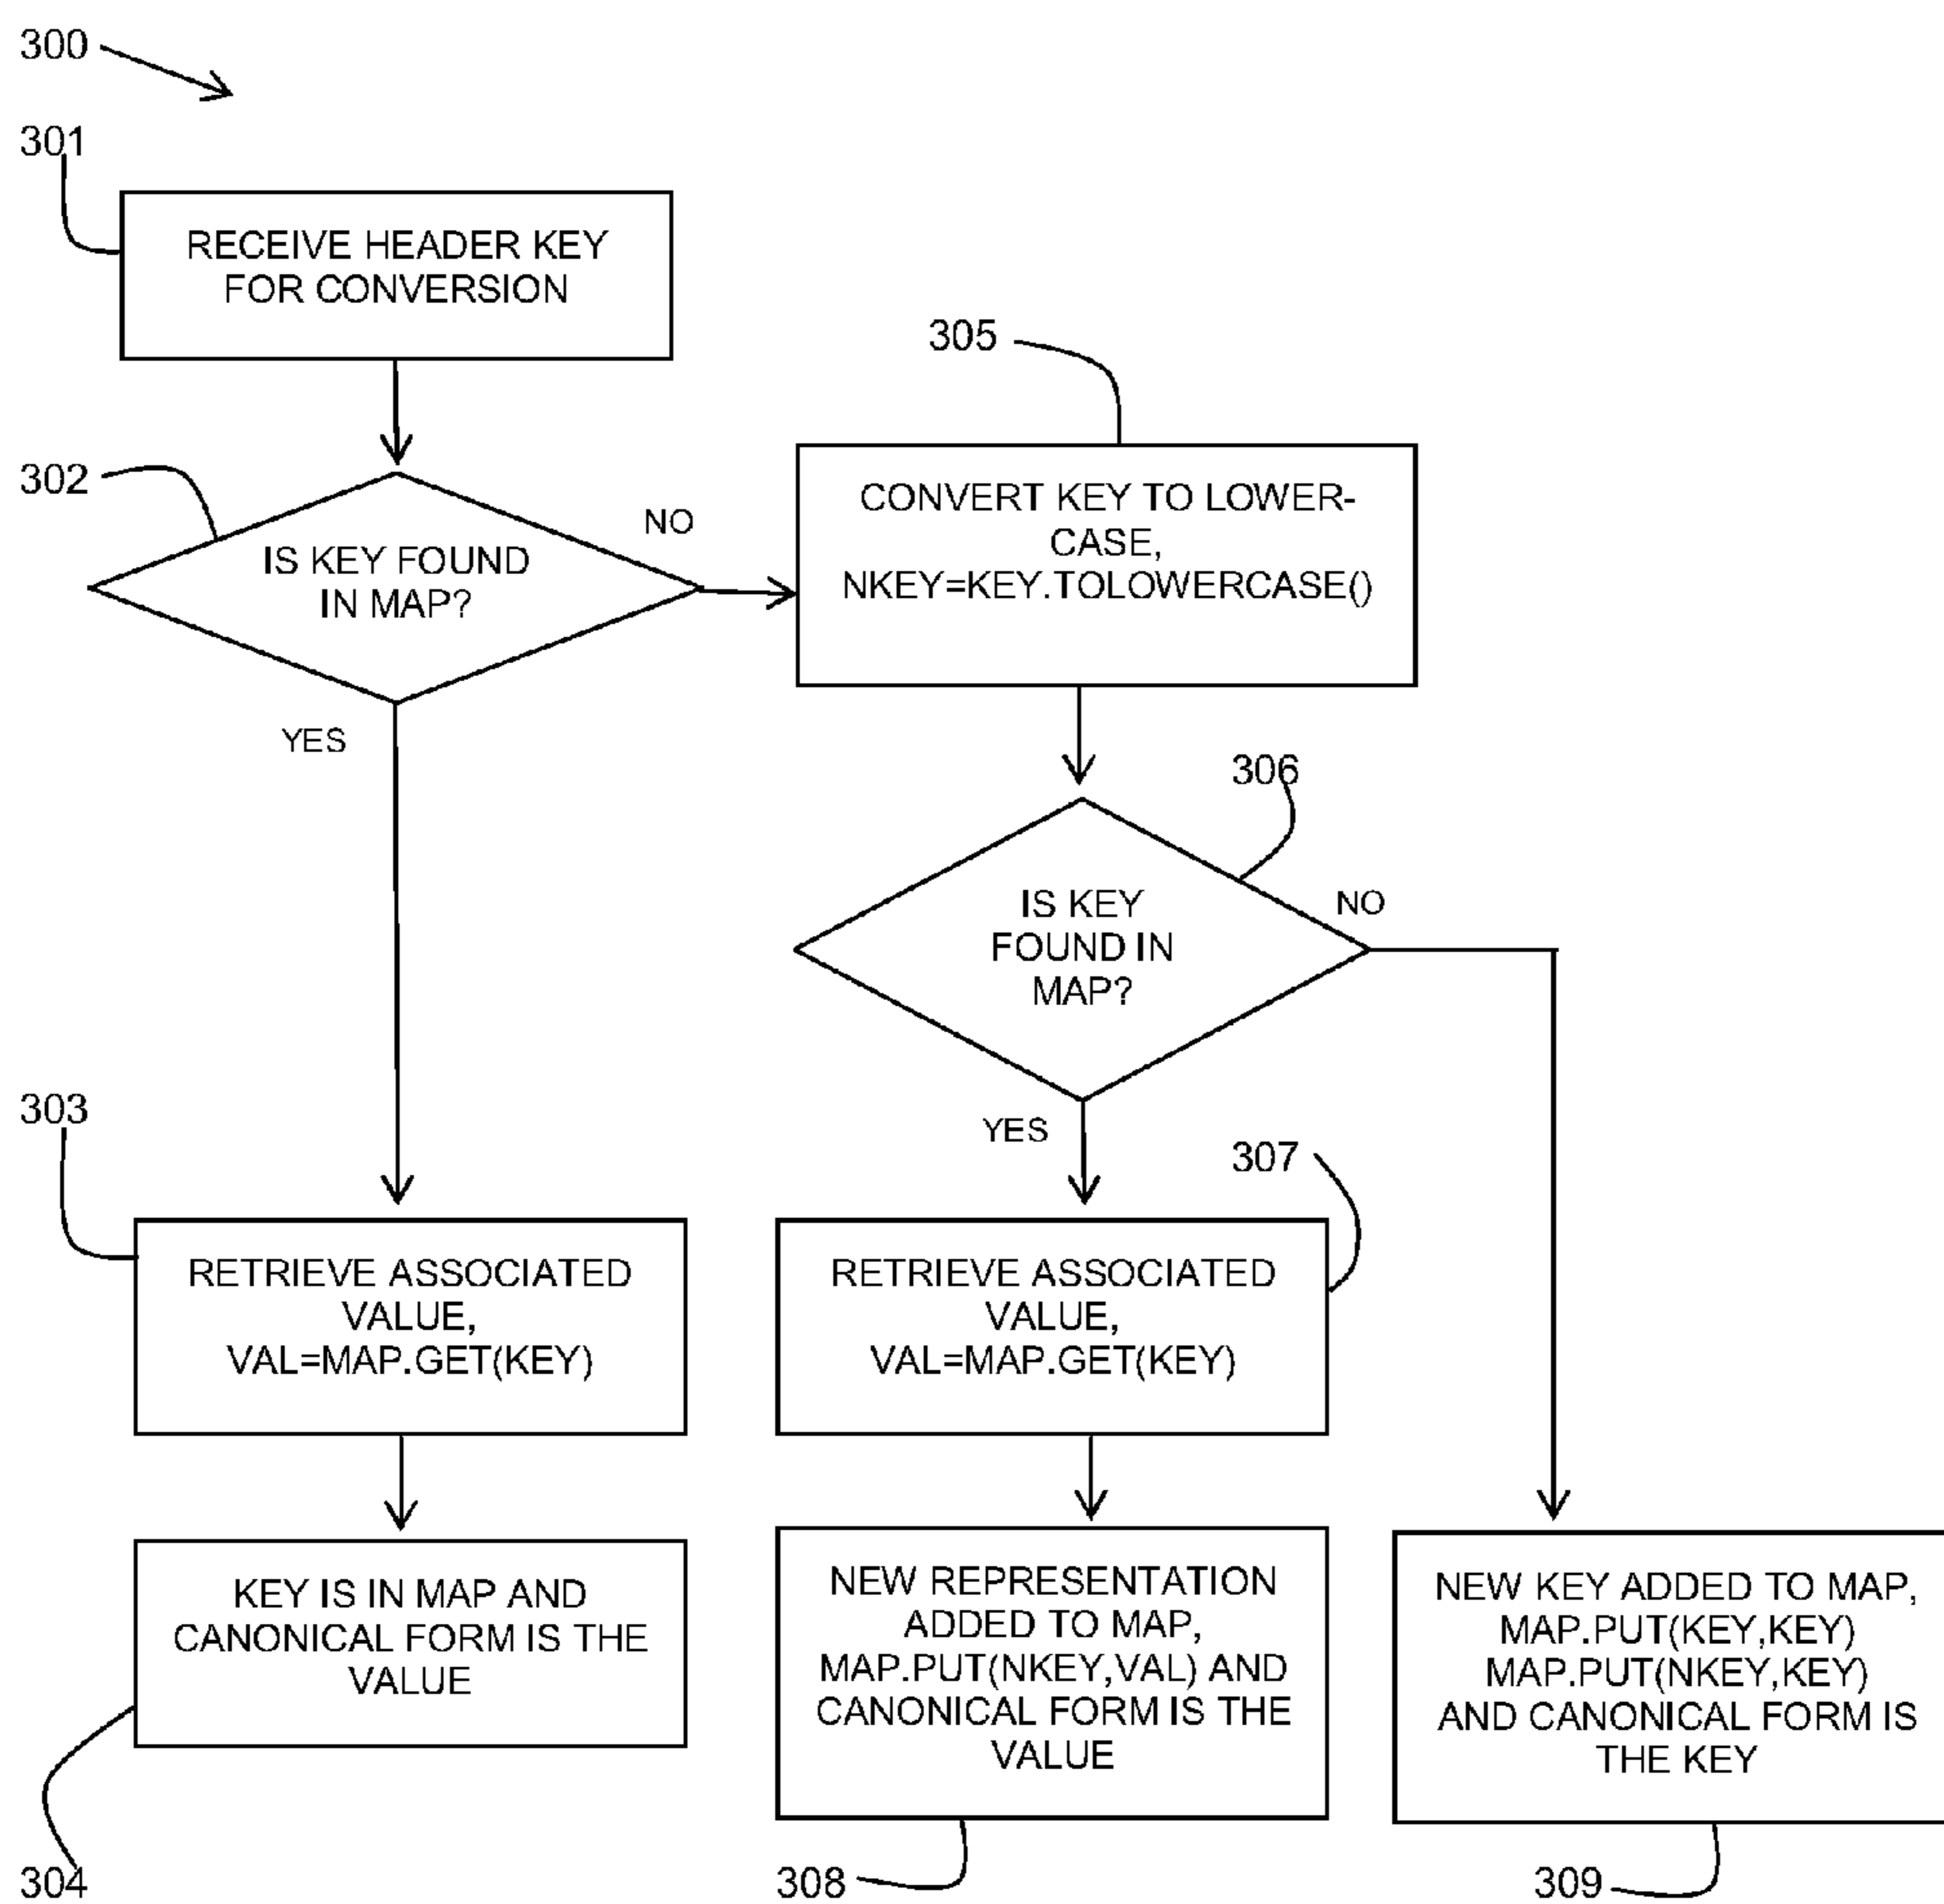 300
301
RECEIVE HEADER KEY
FOR CONVERSION
302
IS KEY FOUND
IN MAP?
NO
YES
305
CONVERT KEY TO LOWER-
CASE,
NKEY=KEY.TOLOWERCASE()
306
IS KEY
FOUND IN
MAP?
NO
YES
303
RETRIEVE ASSOCIATED
VALUE,
VAL=MAP.GET(KEY)
307
RETRIEVE ASSOCIATED
VALUE,
VAL=MAP.GET(KEY)
KEY IS IN MAP AND
CANONICAL FORM IS THE
VALUE
304
NEW REPRESENTATION
ADDED TO MAP,
MAP.PUT(NKEY,VAL) AND
CANONICAL FORM IS THE
VALUE
308
NEW KEY ADDED TO MAP,
MAP.PUT(KEY,KEY)
MAP.PUT(NKEY,KEY)
AND CANONICAL FORM IS
THE KEY
309